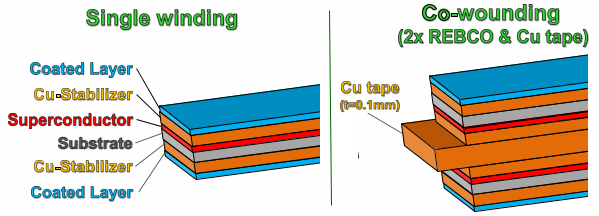 Single winding
Coated Layer
Cu-Stabilizer
Superconductor
Substrate
Cu-Stabilizer
Coated Layer
Co-wounding
(2x REBCO & Cu tape)
Cu tape
(t=0.1mm)